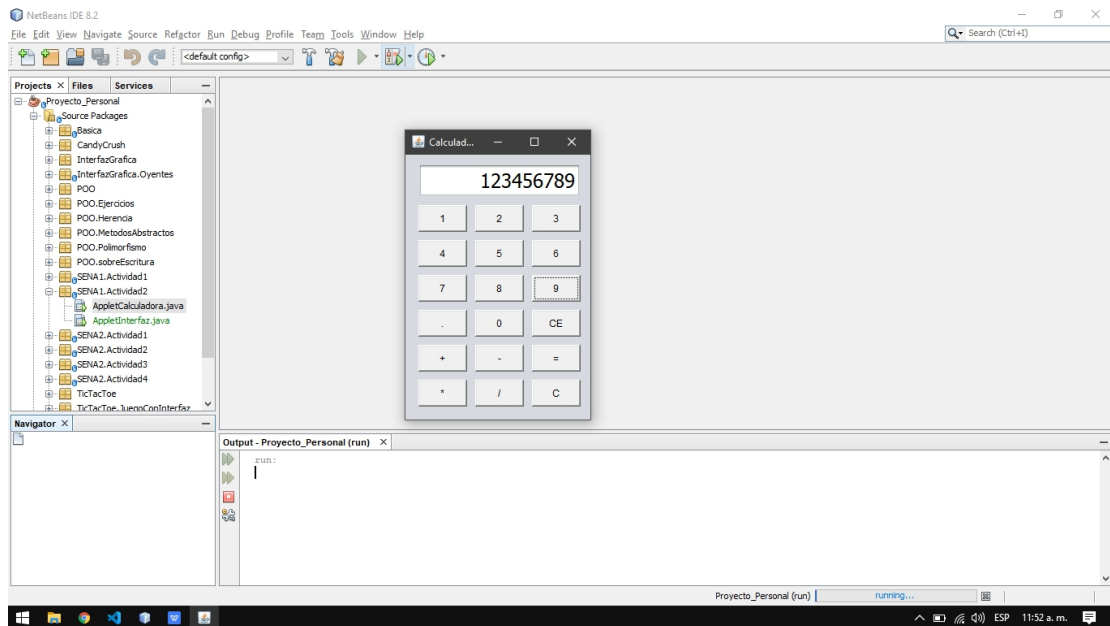 NetBeans IDE 8.2
File Edit View Navigate Source Refactor Run Debug Profile Team Tools Window Help
Search (Ctrl+I)
<default config>
Projects Files Services
Proyecto_Personal
Source Packages
Basica
CandyCrush
InterfazGrafica
InterfazGrafica.Oyentes
POO
POO.Ejercicios
POO.Herencia
POO.MetodosAbstractos
POO.Polimorfismo
POO.sobreEscritura
SENA1.Actividad1
SENA1.Actividad2
AppletCalculadora.java
AppletInterfaz.java
SENA2.Actividad1
SENA2.Actividad2
SENA2.Actividad3
SENA2.Actividad4
TicTacToe
TicTacToe.JuegoConInterfaz
Navigator
Calculad...
123456789
1 2 3
4 5 6
7 8 9
. 0 CE
+ - =
* / C
Output - Proyecto_Personal (run)
run:
Proyecto_Personal (run) running...
W ESP 11:52 a. m.